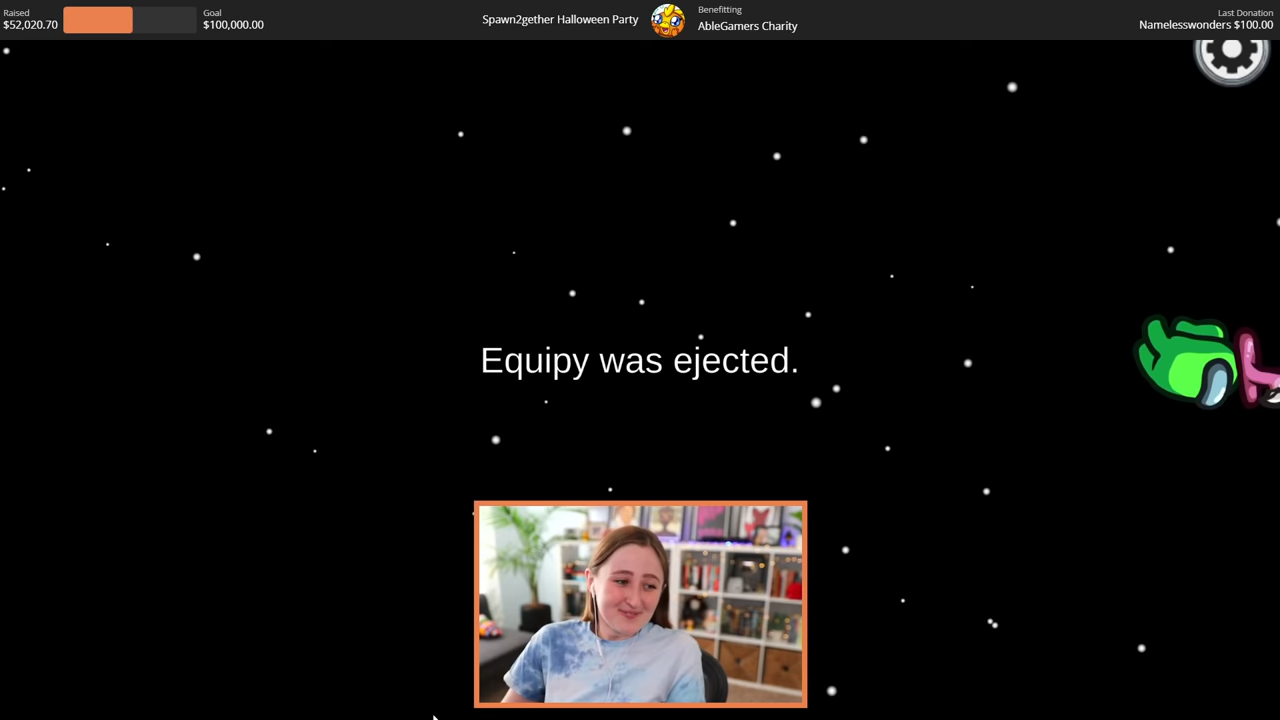 Raised
$52,020.70
Goal
$100,000.00
Spawn2gether Halloween Party
Benefitting
AbleGamers Charity
Last Donation
Namelesswonders $100.00
Equipy was ejected.